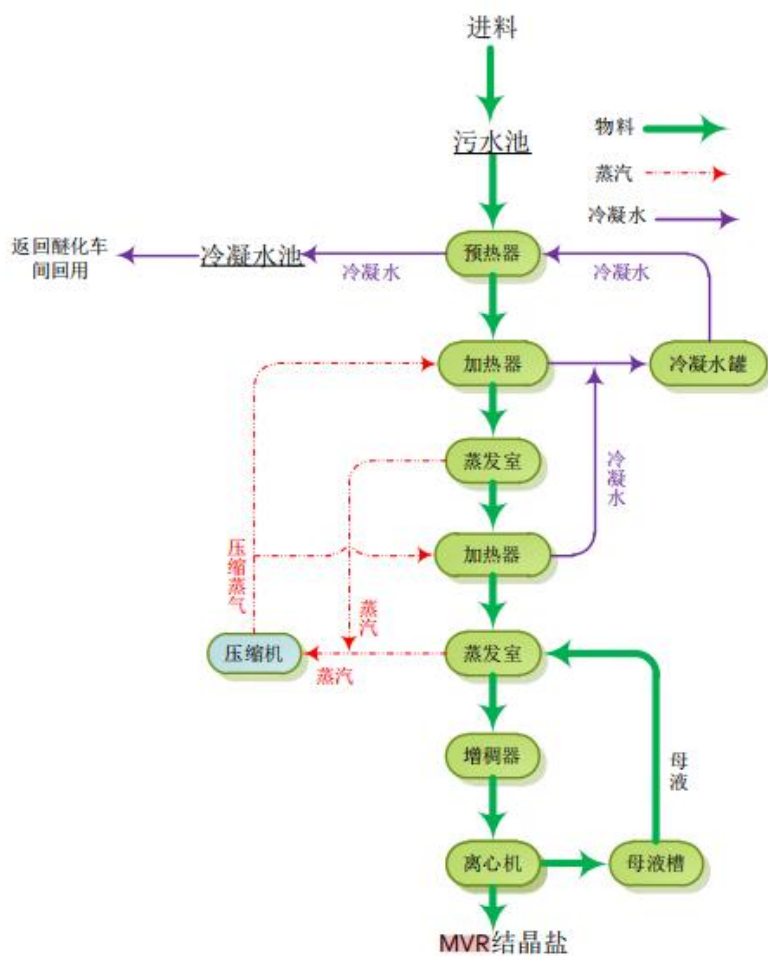 进料
物料
污水池
蒸汽
冷凝水
返回醚化车
间回用
冷凝水池
冷凝水
预热器
冷凝水
加热器
冷凝水罐
蒸发室
冷凝水
压缩蒸气
加热器
蒸汽
压缩机
蒸汽
蒸发室
增稠器
母液
离心机
母液槽
MVR结晶盐